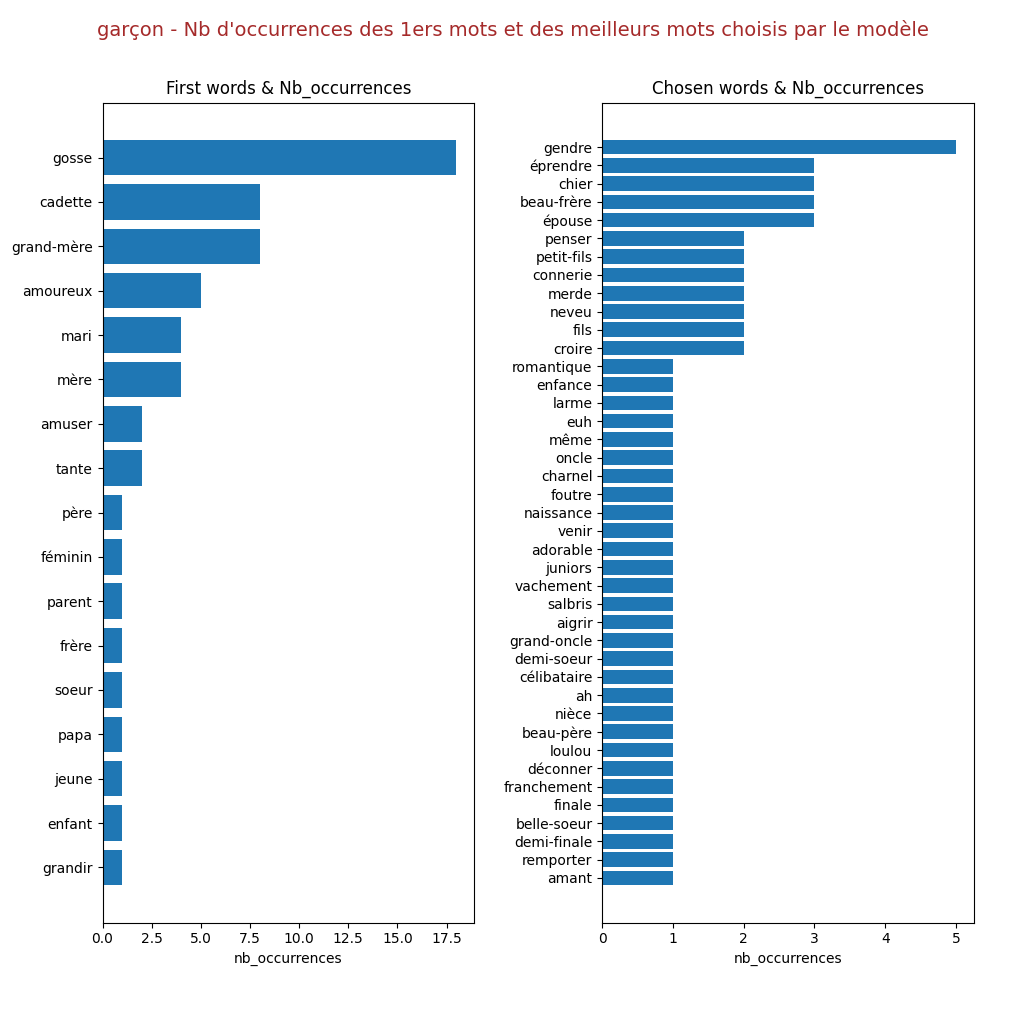 garçon - Nb d'occurrences des 1ers mots et des meilleurs mots choisis par le modèle
First words & Nb_occurrences
gosse
cadette
grand-mère
amoureux
mari
mère
amuser
tante
père
féminin
parent
frère
soeur
papa
jeune
enfant
grandir
0.0 2.5 5.0 7.5 10.0 12.5 15.0 17.5
nb_occurrences
Chosen words & Nb_occurrences
gendre
éprendre
chier
beau-frère
épouse
penser
petit-fils
connerie
merde
neveu
fils
croire
romantique
enfance
larme
euh
même
oncle
charnel
foutre
naissance
venir
adorable
juniors
vachement
salbris
aigrir
grand-oncle
demi-soeur
célibataire
ah
nièce
beau-père
loulou
déconner
franchement
finale
belle-soeur
demi-finale
remporter
amant
0 1 2 3 4 5
nb_occurrences